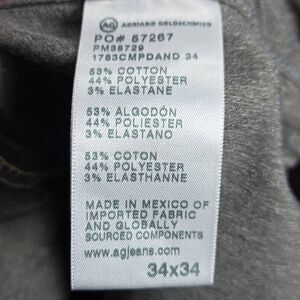 AG ADRIANO GOLDSCHMIED
PO# 57267
PM38729
1783CMPDAND 34
53% COTTON
44% POLYESTER
3% ELASTANE
53% ALGODÓN
44% POLIESTER
3% ELASTANO
53% COTON
44% POLYESTER
3% ELASTHANNE
MADE IN MEXICO OF
IMPORTED FABRIC
AND GLOBALLY
SOURCED COMPONENTS
www.agjeans.com
34x34